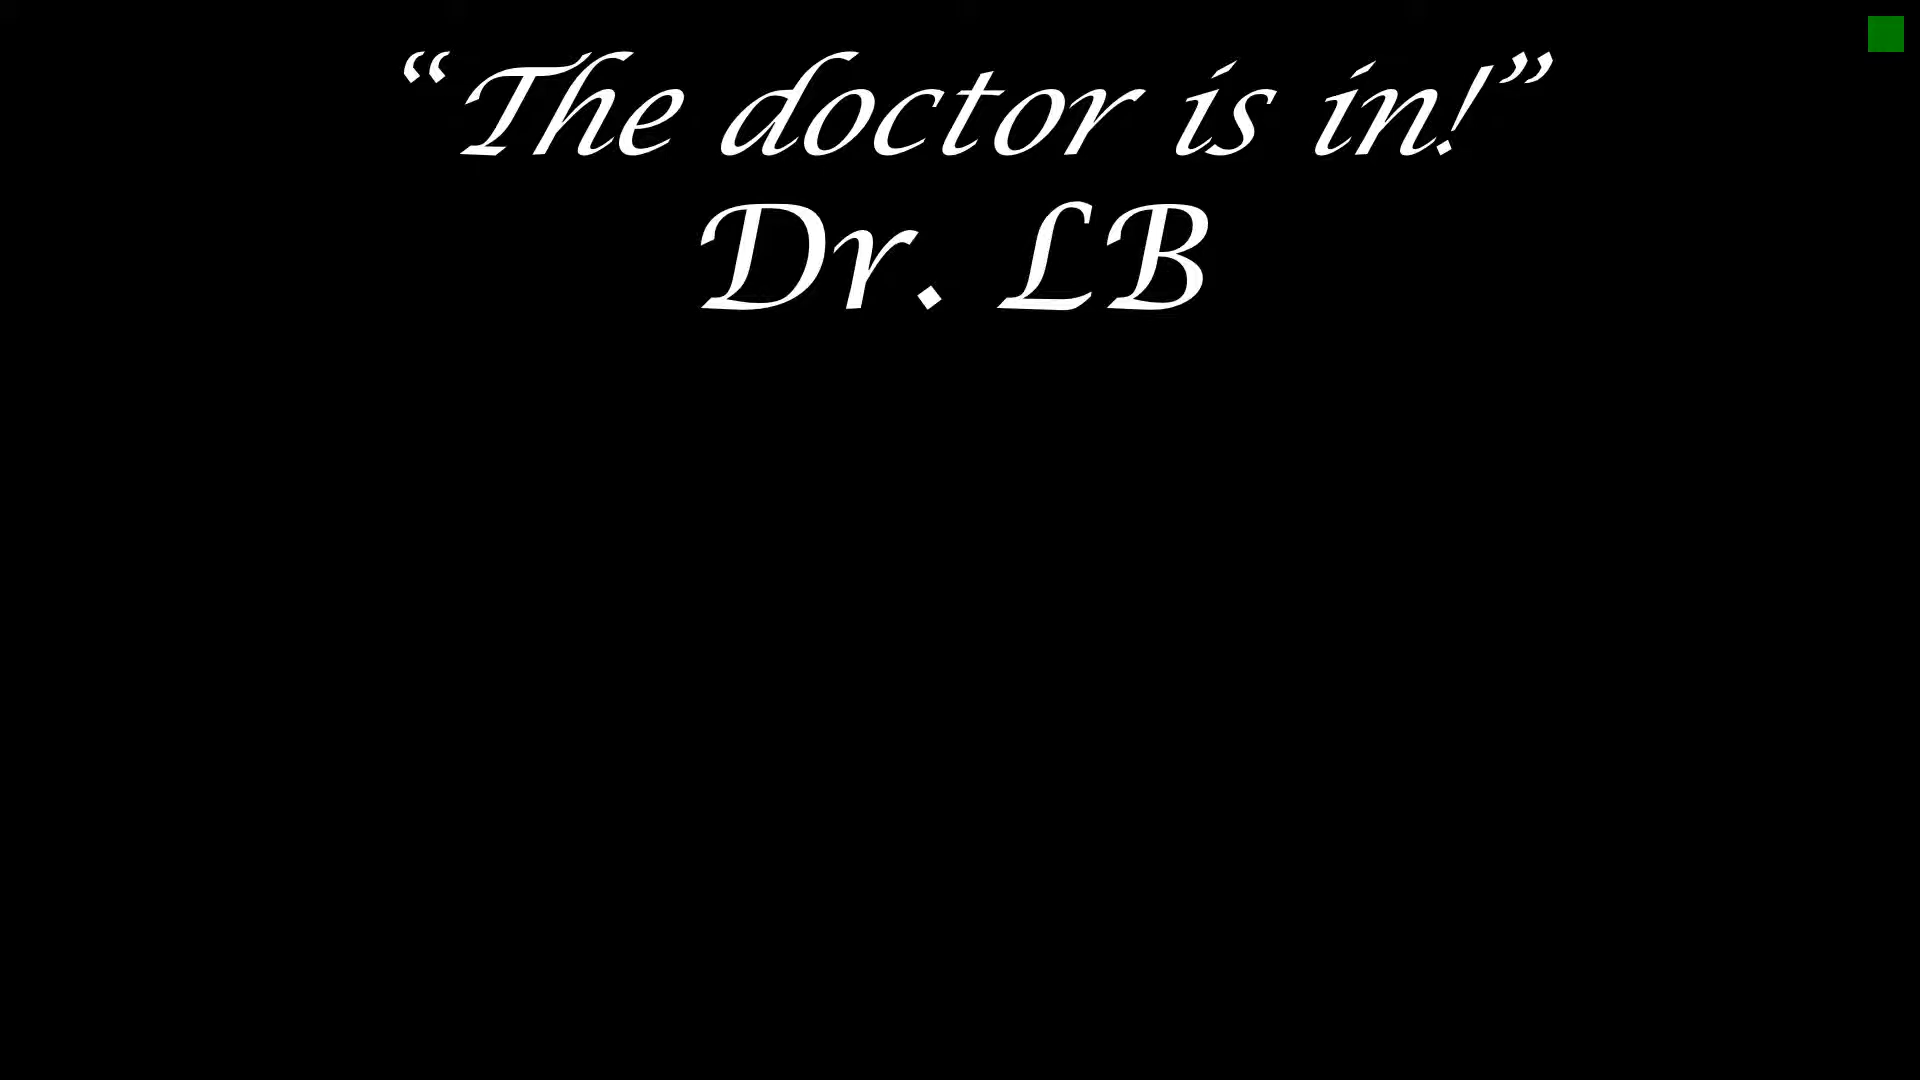 “The doctor is in!”
Dr. LB